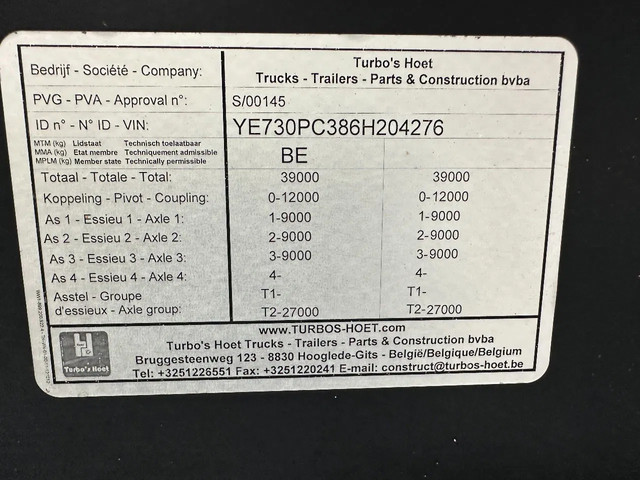 Bedrijf - Société - Company: Turbo's Hoet
Trucks - Trailers - Parts & Construction bvba
PVG - PVA - Approval n°: S/00145
ID n° - N° ID - VIN: YE730PC386H204276
MTM (kg) Lidstaat Technisch toelaatbaar
MMA (kg) Etat membre Techniquement admissible
MPLM (kg) Member state Technically permissible
BE
Totaal - Totale - Total: 39000 39000
Koppeling - Pivot - Coupling: 0-12000 0-12000
As 1 - Essieu 1 - Axle 1: 1-9000 1-9000
As 2 - Essieu 2 - Axle 2: 2-9000 2-9000
As 3 - Essieu 3 - Axle 3: 3-9000 3-9000
As 4 - Essieu 4 - Axle 4: 4- 4-
Asstel - Groupe T1- T1-
d'essieux - Axle group: T2-27000 T2-27000
www.TURBOS-HOET.com
Turbo's Hoet Trucks - Trailers - Parts & Construction bvba
Bruggesteenweg 123 - 8830 Hooglede-Gits - België/Belgique/Belgium
Tel: +3251226551 Fax: +3251220241 E-mail: construct@turbos-hoet.be
Turbo's Hoet